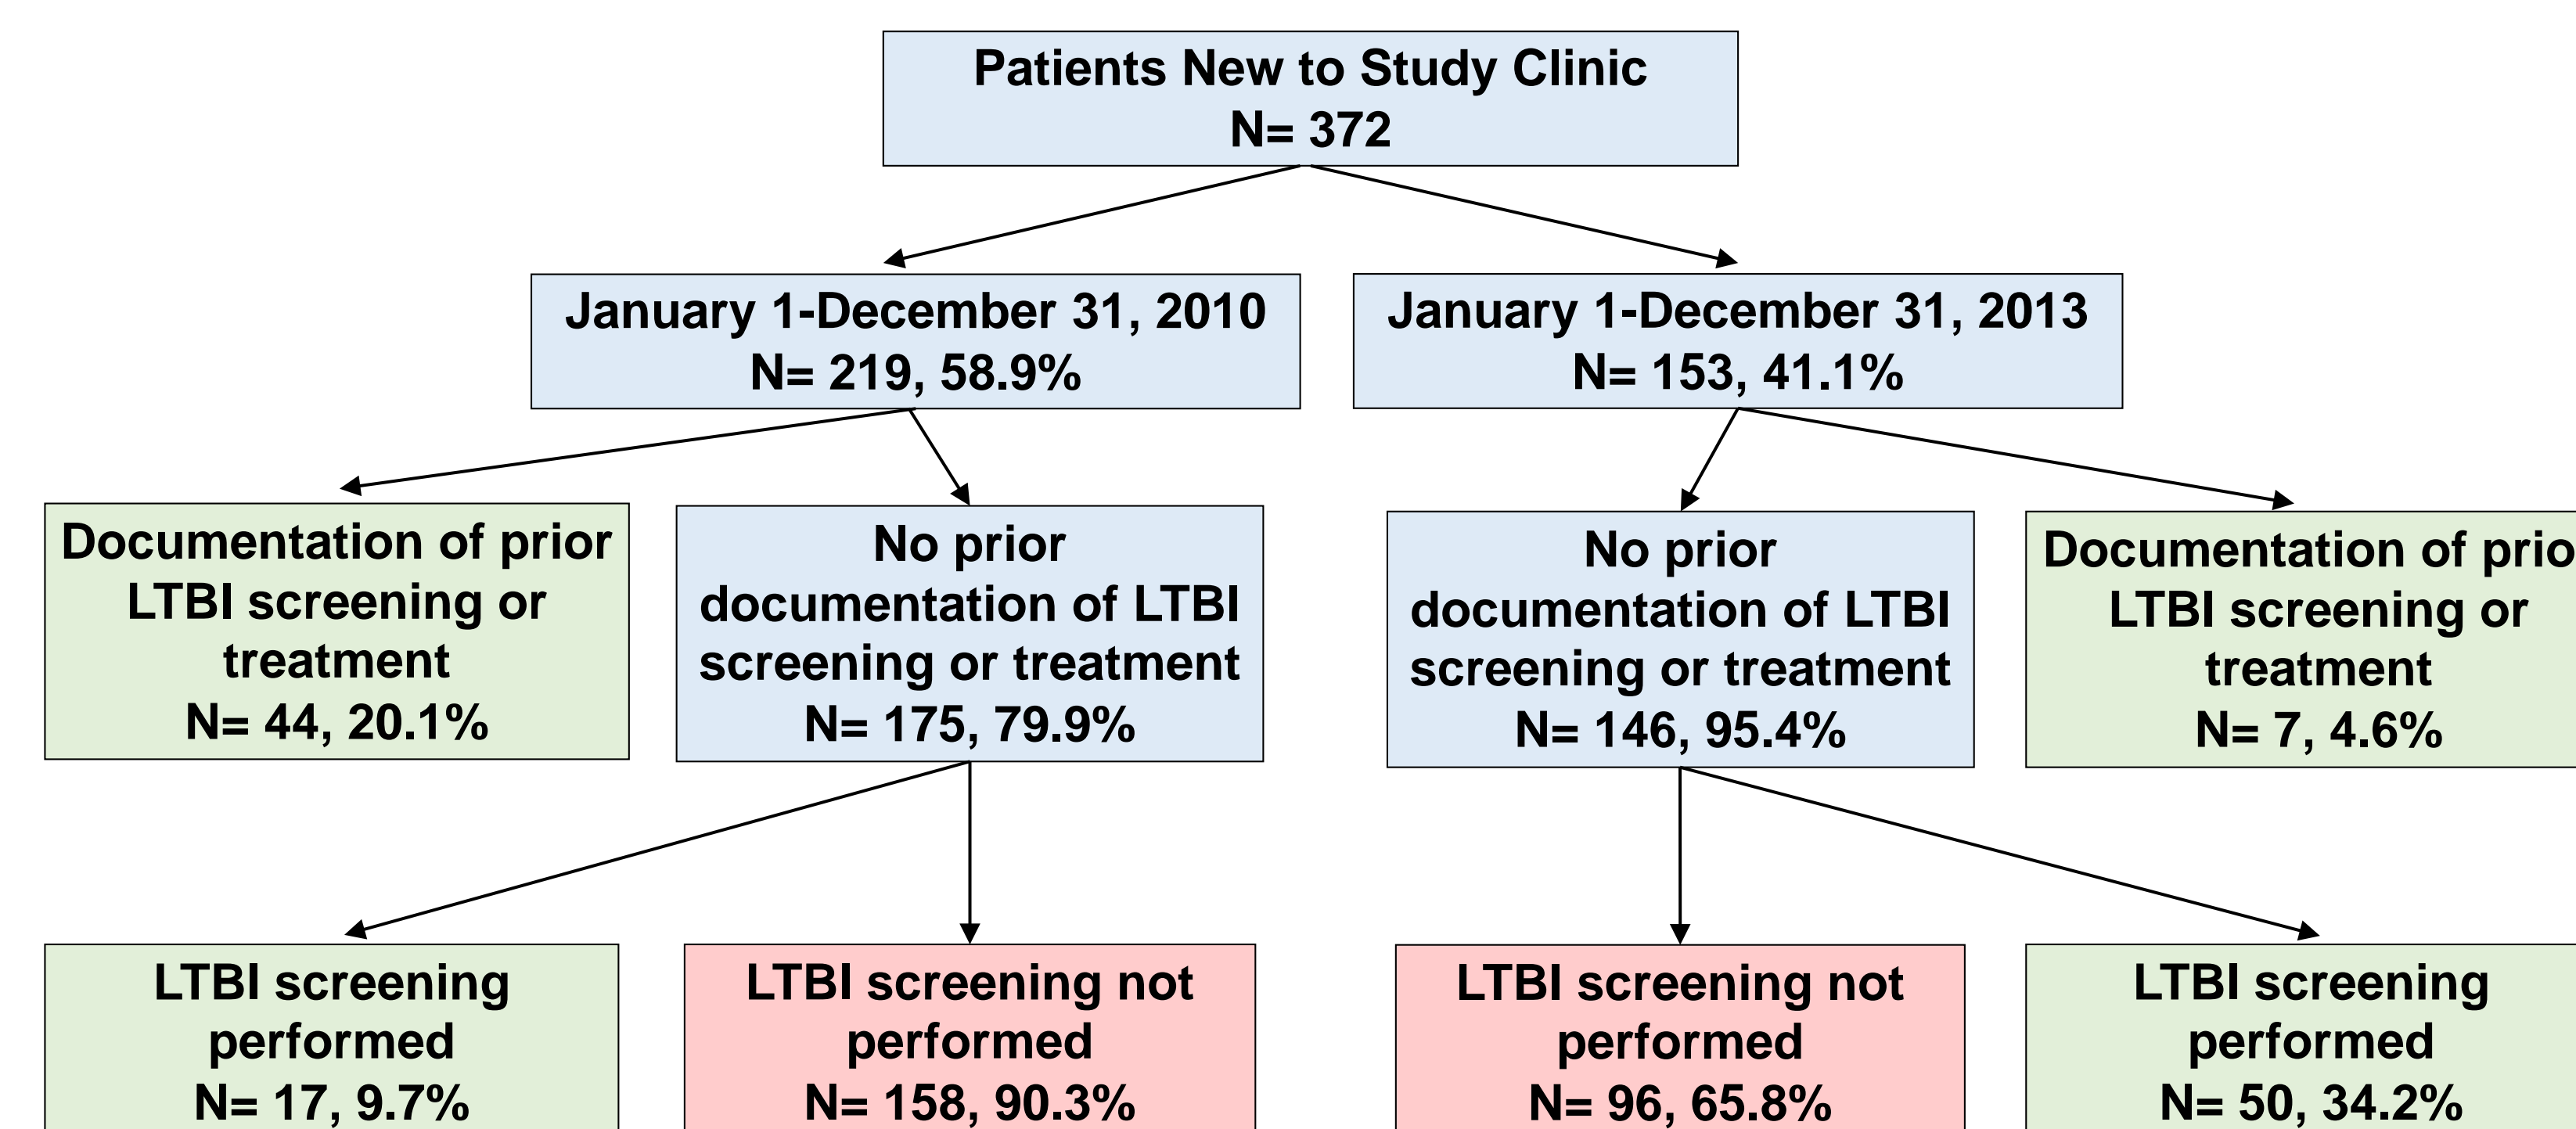 Patients New to Study Clinic
N= 372
January 1-December 31, 2010
N= 219, 58.9%
January 1-December 31, 2013
N= 153, 41.1%
Documentation of prior
LTBI screening or
treatment
N= 44, 20.1%
No prior
documentation of LTBI
screening or treatment
N= 175, 79.9%
No prior
documentation of LTBI
screening or treatment
N= 146, 95.4%
Documentation of prio
LTBI screening or
treatment
N= 7, 4.6%
LTBI screening
performed
N= 17, 9.7%
LTBI screening not
performed
N= 158, 90.3%
LTBI screening not
performed
N= 96, 65.8%
LTBI screening
performed
N= 50, 34.2%